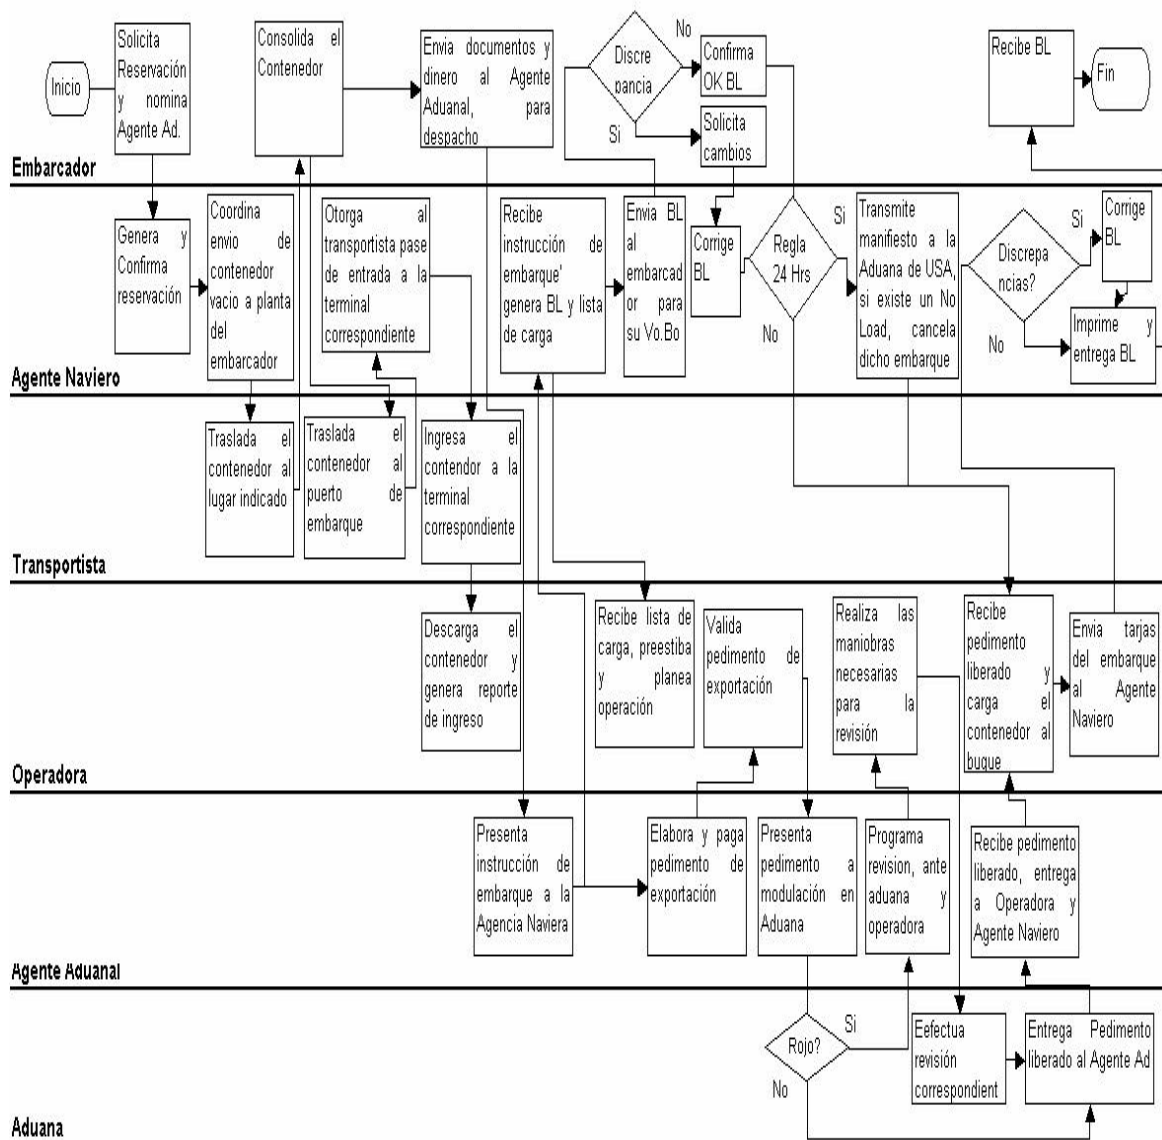 Inicio
Solicita
Reservación
y nomina
Agente Ad.
Consolida el
Contenedor
Envia documentos y
dinero al Agente
Aduanal, para
despacho
Discre
pancia
No
Si
Confirma
OK BL
Solicita
cambios
Recibe BL
Fin
Embarcador
Genera y
Confirma
reservación
Coordina
envio de
contenedor
vacio a planta
del
embarcador
Otorga al
transportista pase
de entrada a la
terminal
correspondiente
Recibe
instrucción de
embarque'
genera BL y lista
de carga
Envia BL
al
embarcad
or para
su Vo.Bo
Corrige
BL
Regla
24 Hrs
Si
No
Transmite
manifiesto a la
Aduana de USA,
si existe un No
Load, cancela
dicho embarque
Discrepa
ncias?
Si
No
Corrige
BL
Imprime y
entrega BL
Agente Naviero
Traslada el
contenedor al
lugar indicado
Traslada el
contenedor al
puerto de
embarque
Ingresa el
contendor a la
terminal
correspondiente
Transportista
Descarga el
contenedor y
genera reporte
de ingreso
Recibe lista de
carga, preestiba
y planea
operación
Valida
pedimento de
exportación
Realiza las
maniobras
necesarias
para la
revisión
Recibe
pedimento
liberado y
carga el
contenedor al
buque
Envia tarjas
del embarque
al Agente
Naviero
Operadora
Presenta
instrucción de
embarque a la
Agencia Naviera
Elabora y paga
pedimento de
exportación
Presenta
pedimento a
modulación en
Aduana
Programa
revision, ante
aduana y
operadora
Recibe pedimento
liberado, entrega
a Operadora y
Agente Naviero
Agente Aduanal
Rojo?
Si
No
Eefectua
revisión
correspondient
Entrega Pedimento
liberado al Agente Ad
Aduana